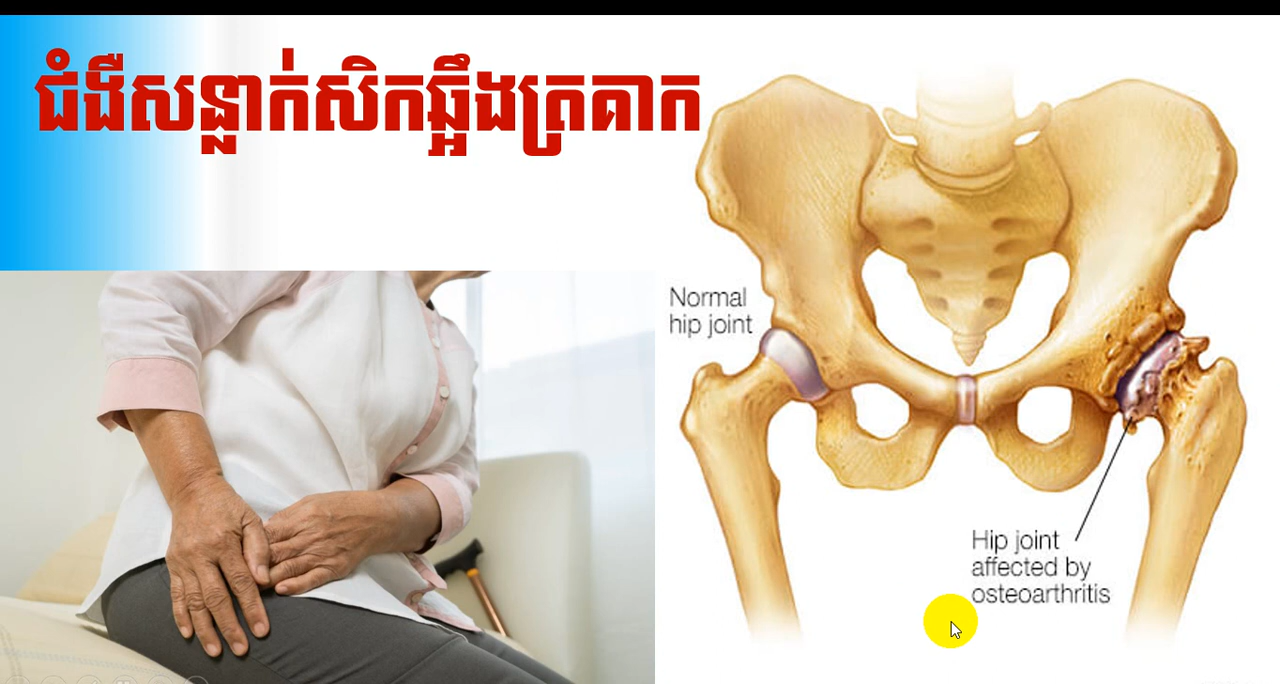 ជំងឺសន្លាក់សិកឆ្អឹងត្រគាក
Normal
hip joint
Hip joint
affected by
osteoarthritis